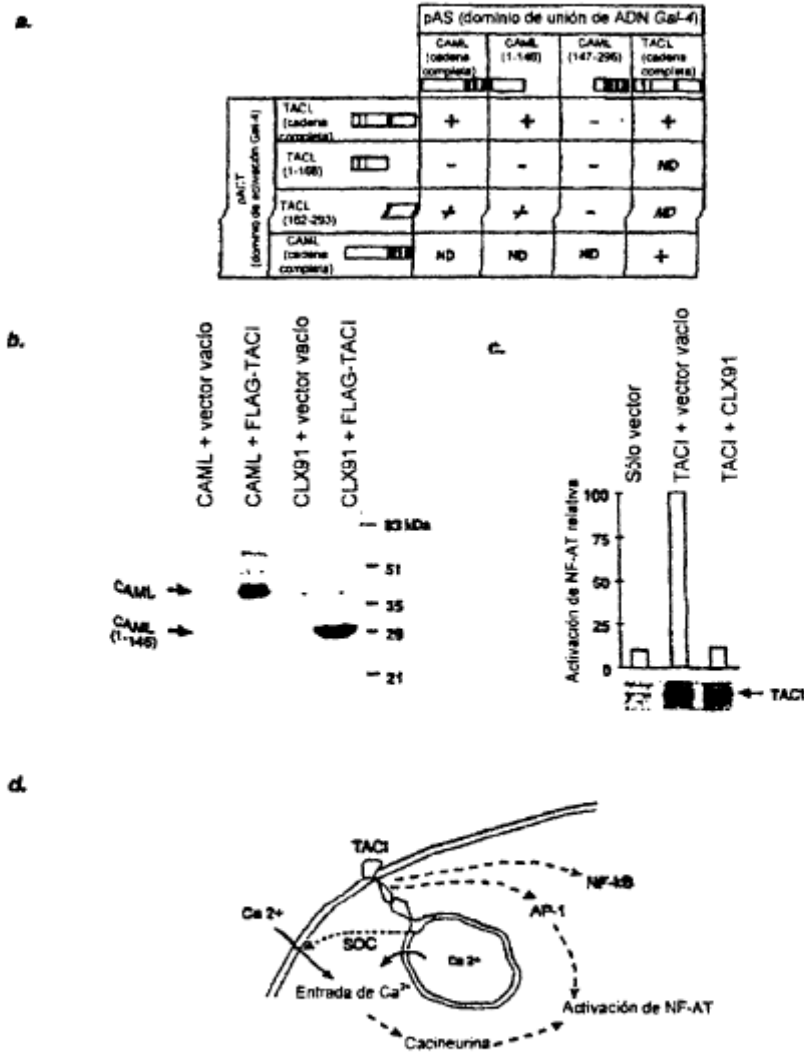 a.
pAS (dominio de unión de ADN Gal-4)
CAML (cadena completa)
CAML (1-146)
CAML (147-296)
TACL (cadena completa)
pACT (dominio de activación Gal-4)
TACL (cadena completa) + + - +
TACL (1-166) - - - ND
TACL (162-293) -/ -/ - ND
CAML (cadena completa) ND ND ND +
b.
CAML + vector vacío
CAML + FLAG-TACI
CLX91 + vector vacío
CLX91 + FLAG-TACI
83 kDa
51
CAML
35
CAML (1-146)
29
21
c.
Sólo vector
TACI + vector vacío
TACI + CLX91
Activación de NF-AT relativa
100
75
50
25
0
TACI
d.
TACI
NF-kB
Ca 2+
AP-1
SOC
Ca 2+
Entrada de Ca²⁺
Activación de NF-AT
Cacineurina